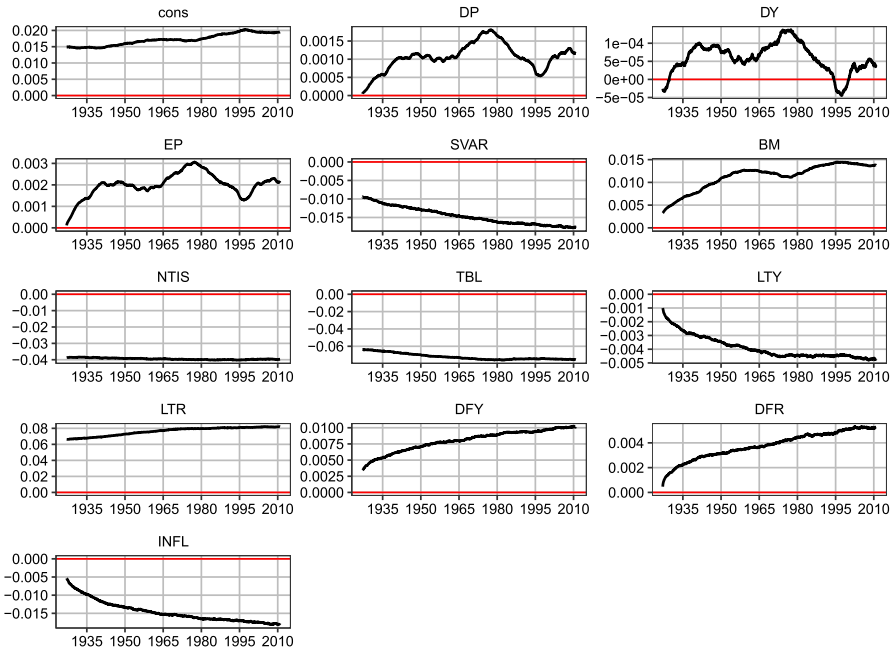 cons DP DY
0.020 0.015 0.010 0.005 0.000
0.0015 0.0010 0.0005 0.0000
1e−04 5e−05 0e+00 −5e−05
1935 1950 1965 1980 1995 2010 1935 1950 1965 1980 1995 2010 1935 1950 1965 1980 1995 2010
EP SVAR BM
0.003 0.002 0.001 0.000
0.000 −0.005 −0.010 −0.015
0.015 0.010 0.005 0.000
1935 1950 1965 1980 1995 2010 1935 1950 1965 1980 1995 2010 1935 1950 1965 1980 1995 2010
NTIS TBL LTY
0.00 −0.01 −0.02 −0.03 −0.04
0.00 −0.02 −0.04 −0.06
0.000 −0.001 −0.002 −0.003 −0.004 −0.005
1935 1950 1965 1980 1995 2010 1935 1950 1965 1980 1995 2010 1935 1950 1965 1980 1995 2010
LTR DFY DFR
0.08 0.06 0.04 0.02 0.00
0.0100 0.0075 0.0050 0.0025 0.0000
0.004 0.002 0.000
1935 1950 1965 1980 1995 2010 1935 1950 1965 1980 1995 2010 1935 1950 1965 1980 1995 2010
INFL
0.000 −0.005 −0.010 −0.015
1935 1950 1965 1980 1995 2010